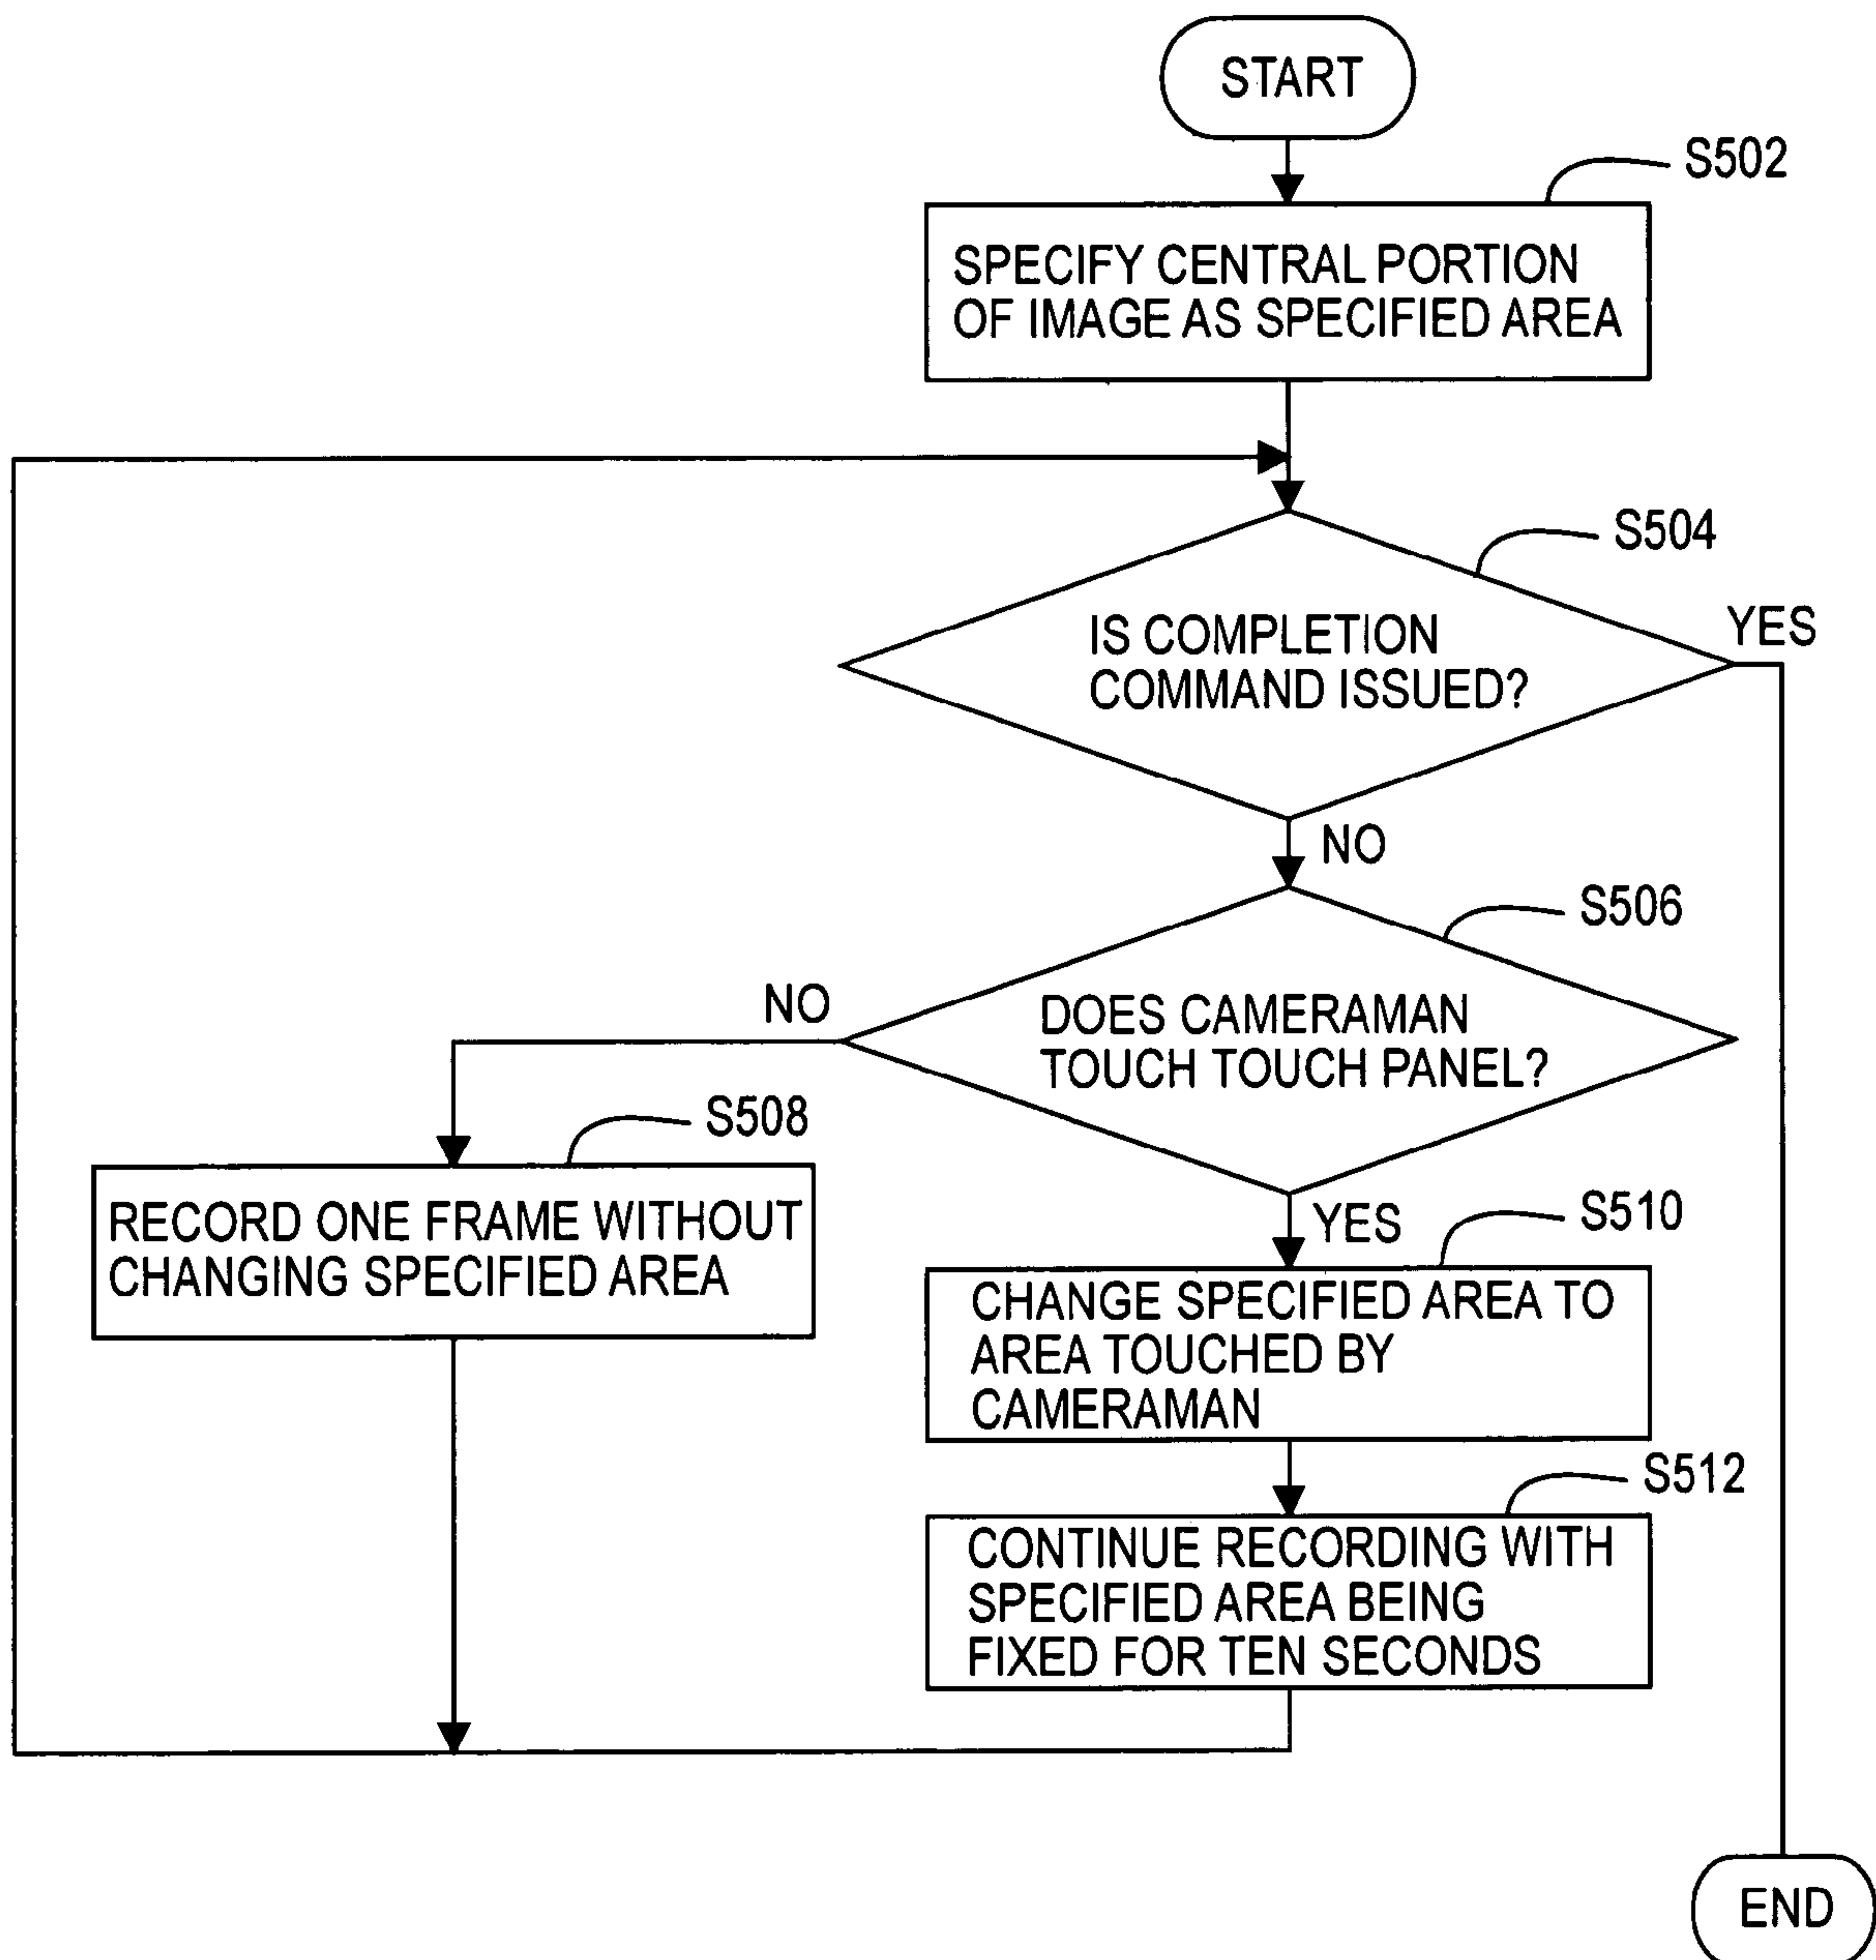 START
S502
SPECIFY CENTRAL PORTION
OF IMAGE AS SPECIFIED AREA
S504
IS COMPLETION
COMMAND ISSUED?
YES
NO
S506
DOES CAMERAMAN
TOUCH TOUCH PANEL?
NO
S508
RECORD ONE FRAME WITHOUT
CHANGING SPECIFIED AREA
YES
S510
CHANGE SPECIFIED AREA TO
AREA TOUCHED BY
CAMERAMAN
S512
CONTINUE RECORDING WITH
SPECIFIED AREA BEING
FIXED FOR TEN SECONDS
END